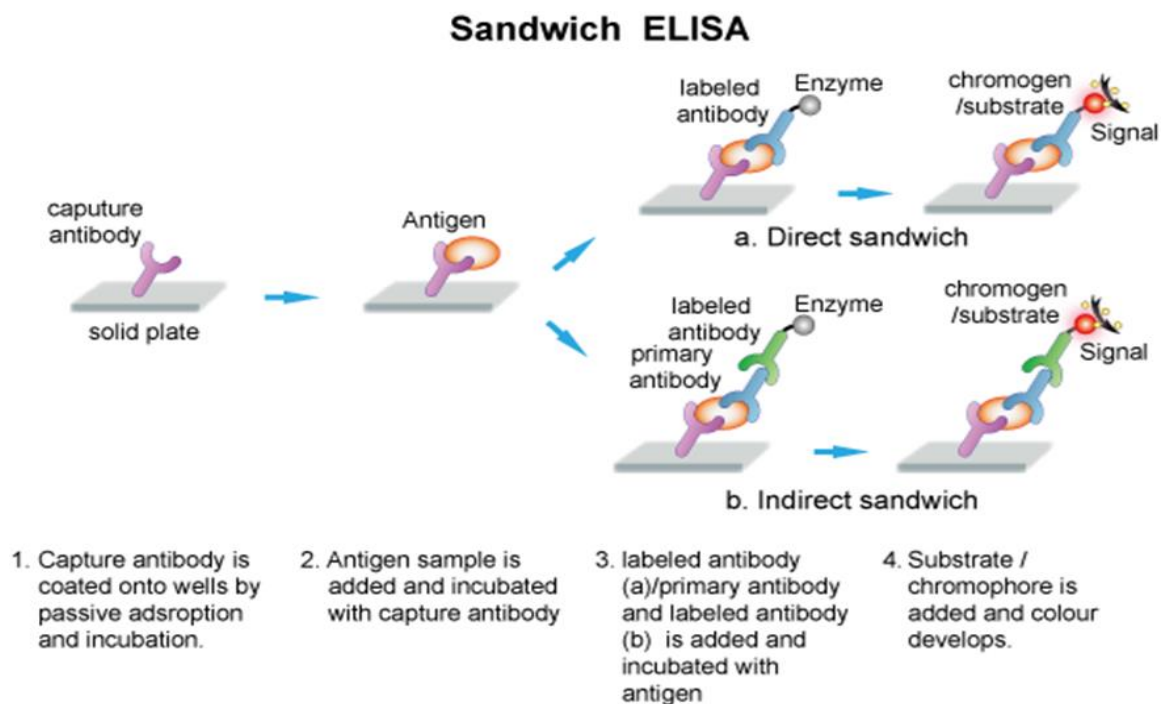 Sandwich ELISA
caputure
antibody
solid plate
Antigen
labeled
antibody
Enzyme
chromogen
/substrate
Signal
a. Direct sandwich
labeled
antibody
primary
antibody
Enzyme
chromogen
/substrate
Signal
b. Indirect sandwich
1. Capture antibody is
coated onto wells by
passive adsroption
and incubation.
2. Antigen sample is
added and incubated
with capture antibody
3. labeled antibody
(a)/primary antibody
and labeled antibody
(b) is added and
incubated with
antigen
4. Substrate /
chromophore is
added and colour
develops.